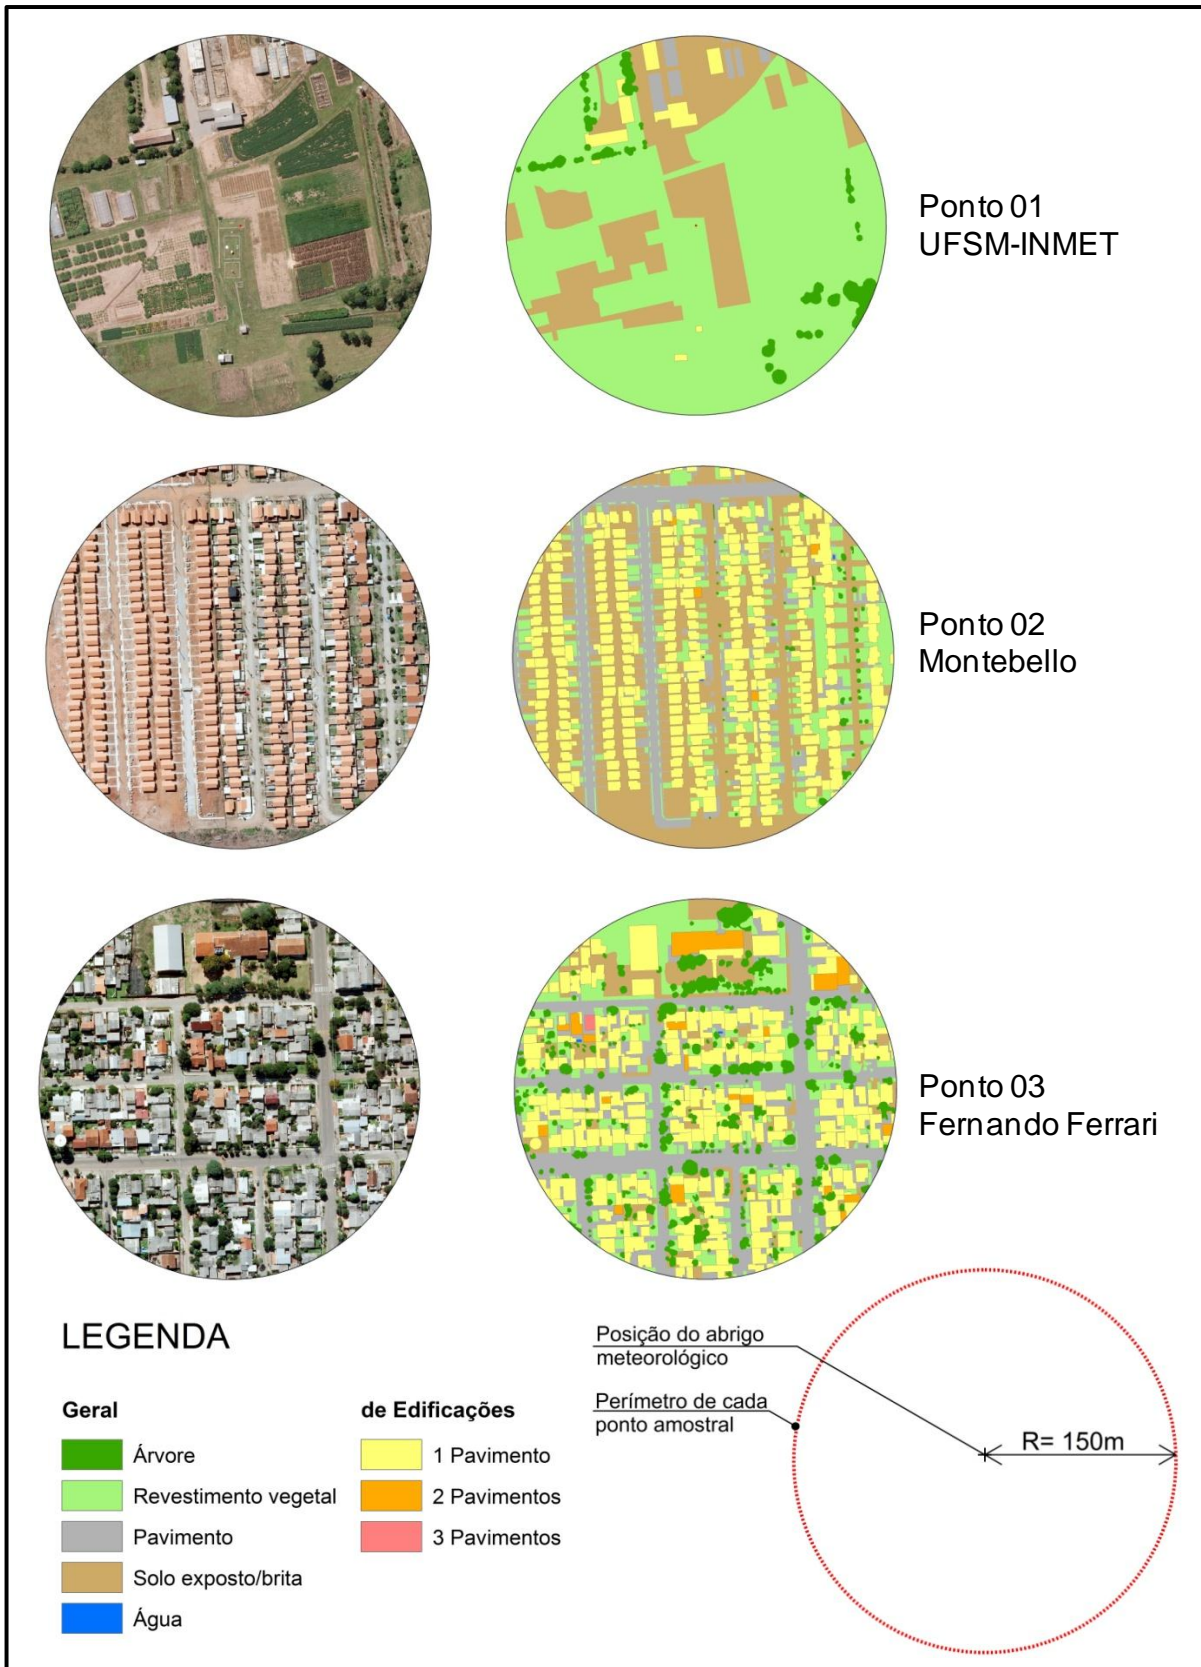 Ponto 01
UFSM-INMET
Ponto 02
Montebello
Ponto 03
Fernando Ferrari
LEGENDA
Geral
Árvore
Revestimento vegetal
Pavimento
Solo exposto/brita
Água
de Edificações
1 Pavimento
2 Pavimentos
3 Pavimentos
Posição do abrigo
meteorológico
Perímetro de cada
ponto amostral
R= 150m